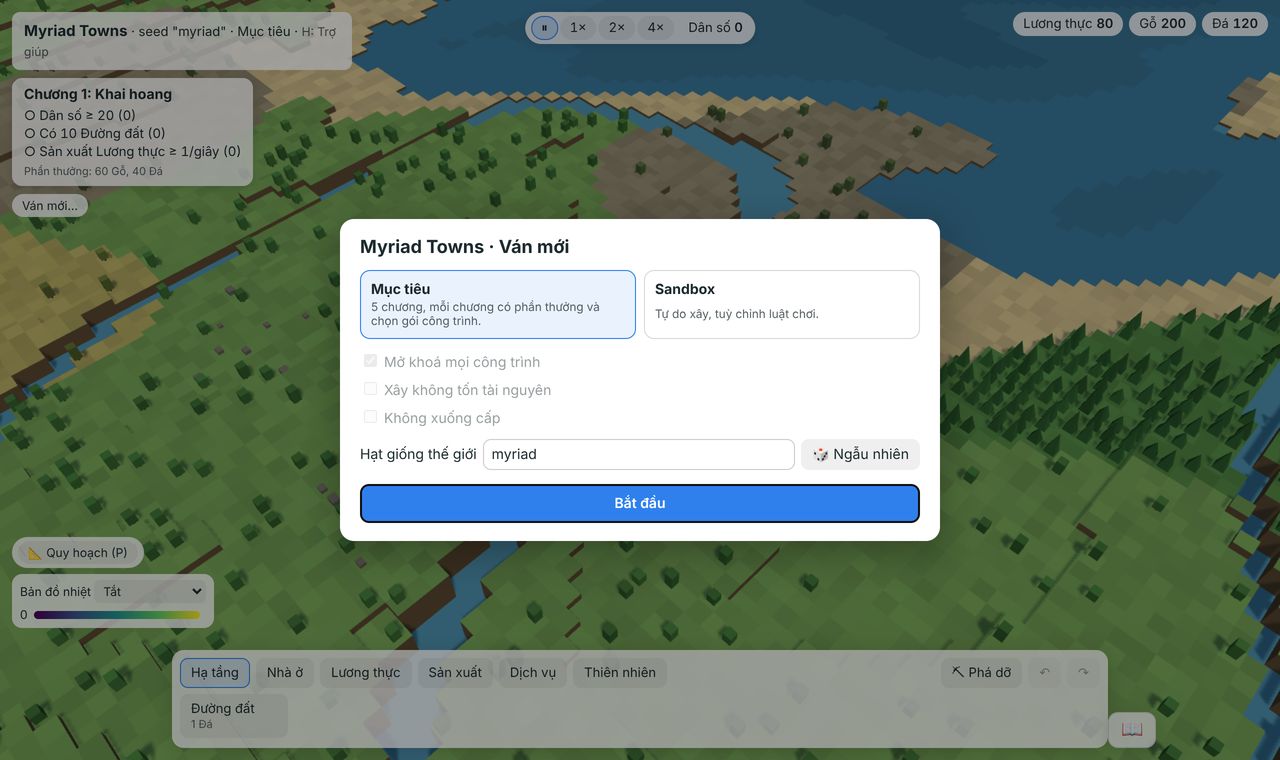 Myriad Towns · seed "myriad" · Mục tiêu · H: Trợ
giúp
⏸ 1× 2× 4× Dân số 0
Lương thực 80 Gỗ 200 Đá 120
Chương 1: Khai hoang
○ Dân số ≥ 20 (0)
○ Có 10 Đường đất (0)
○ Sản xuất Lương thực ≥ 1/giây (0)
Phần thưởng: 60 Gỗ, 40 Đá
Ván mới...
Myriad Towns · Ván mới
Mục tiêu
5 chương, mỗi chương có phần thưởng và
chọn gói công trình.
Sandbox
Tự do xây, tuỳ chỉnh luật chơi.
Mở khoá mọi công trình
Xây không tốn tài nguyên
Không xuống cấp
Hạt giống thế giới myriad 🎲 Ngẫu nhiên
Bắt đầu
📐 Quy hoạch (P)
Bản đồ nhiệt Tắt
0
Hạ tầng Nhà ở Lương thực Sản xuất Dịch vụ Thiên nhiên ⛏ Phá dỡ ↶ ↷
Đường đất
1 Đá
📖